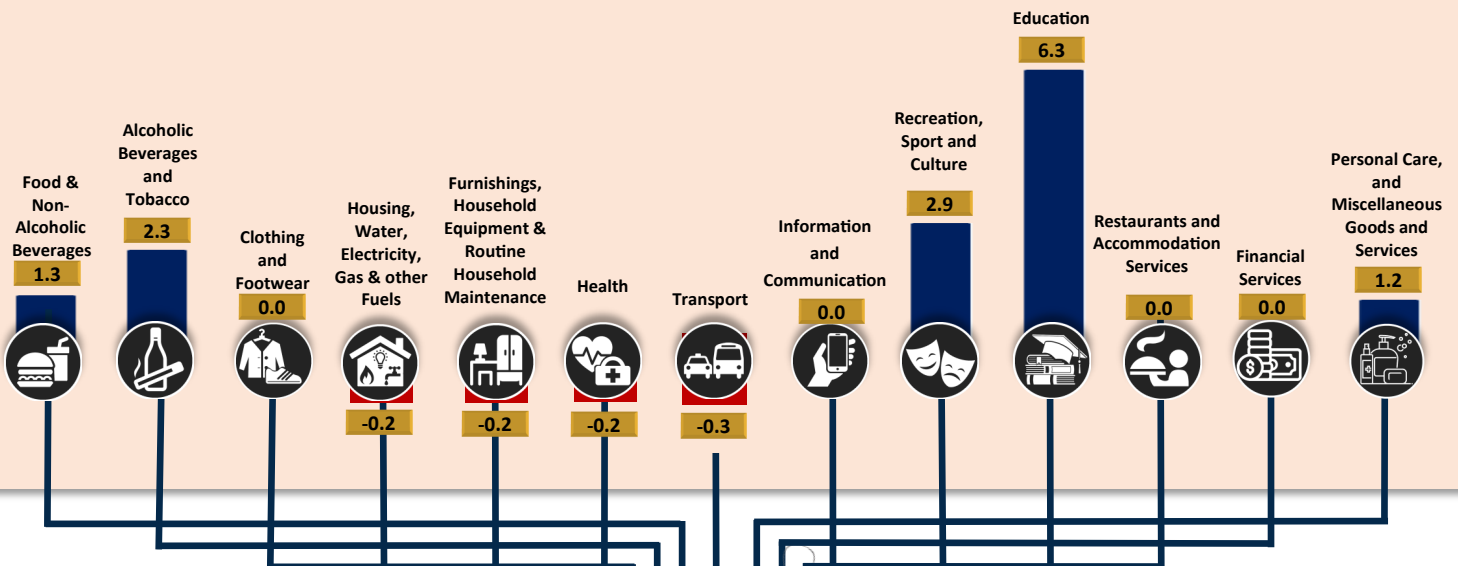 Food &
Non-
Alcoholic
Beverages
1.3
Alcoholic
Beverages
and
Tobacco
2.3
Clothing
and
Footwear
0.0
Housing,
Water,
Electricity,
Gas & other
Fuels
-0.2
Furnishings,
Household
Equipment &
Routine
Household
Maintenance
-0.2
Health
-0.2
Transport
-0.3
Information
and
Communication
0.0
Recreation,
Sport and
Culture
2.9
Education
6.3
Restaurants and
Accommodation
Services
0.0
Financial
Services
0.0
Personal Care,
and
Miscellaneous
Goods and
Services
1.2